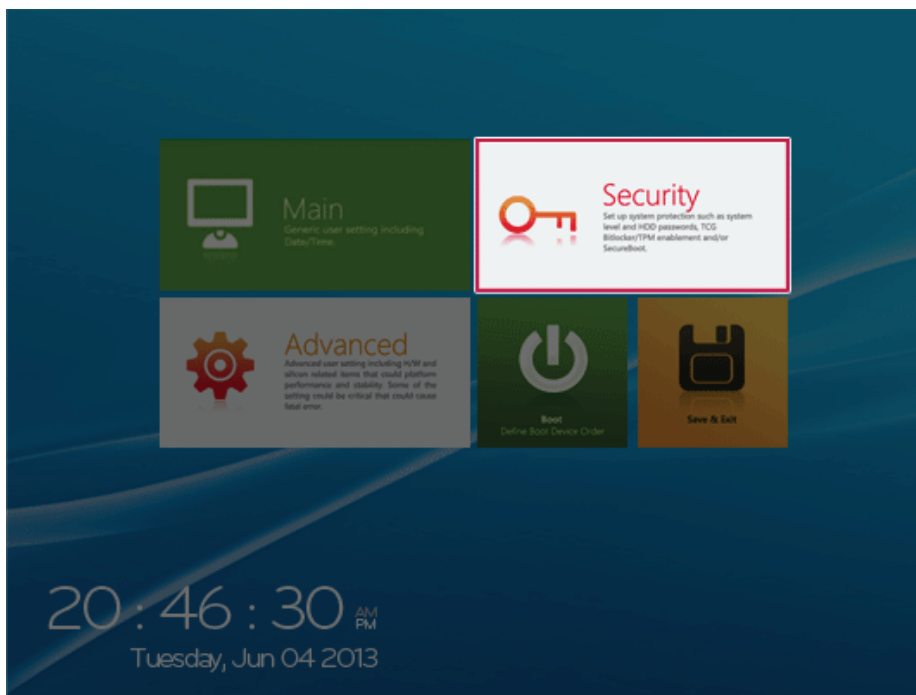 Main
Generic user setting including
Date/Time.
Security
Set up system protection such as system
level and HDD passwords, TCG
Bitlocker/TPM enablement and/or
SecureBoot.
Advanced
Advanced user setting including H/W and
silicon related items that could platform
performance and stability. Some of the
setting could be critical that could cause
fatal error.
Boot
Define Boot Device Order
Save & Exit
20 : 46 : 30 AM
PM
Tuesday, Jun 04 2013